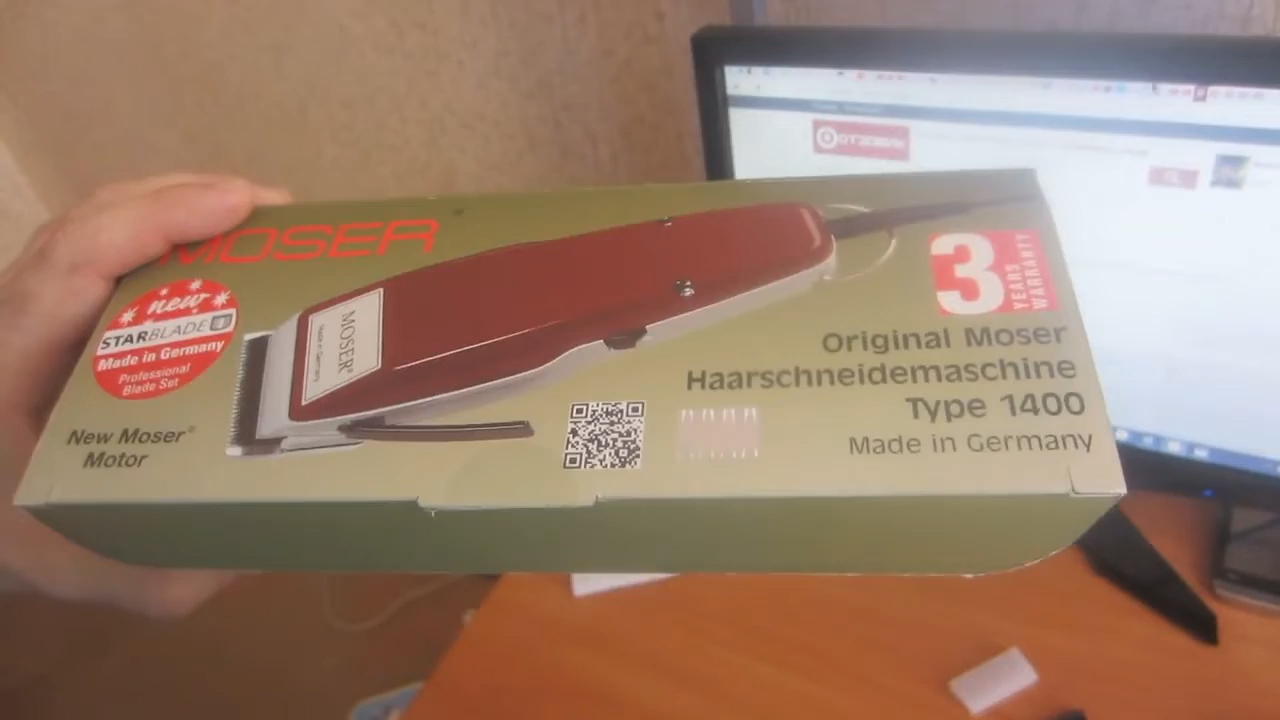 MOSER
new
STARBLADE
Made in Germany
Professional
Blade Set
New Moser®
Motor
MOSER®
Made in Germany
3
YEARS
WARRANTY
Original Moser
Haarschneidemaschine
Type 1400
Made in Germany